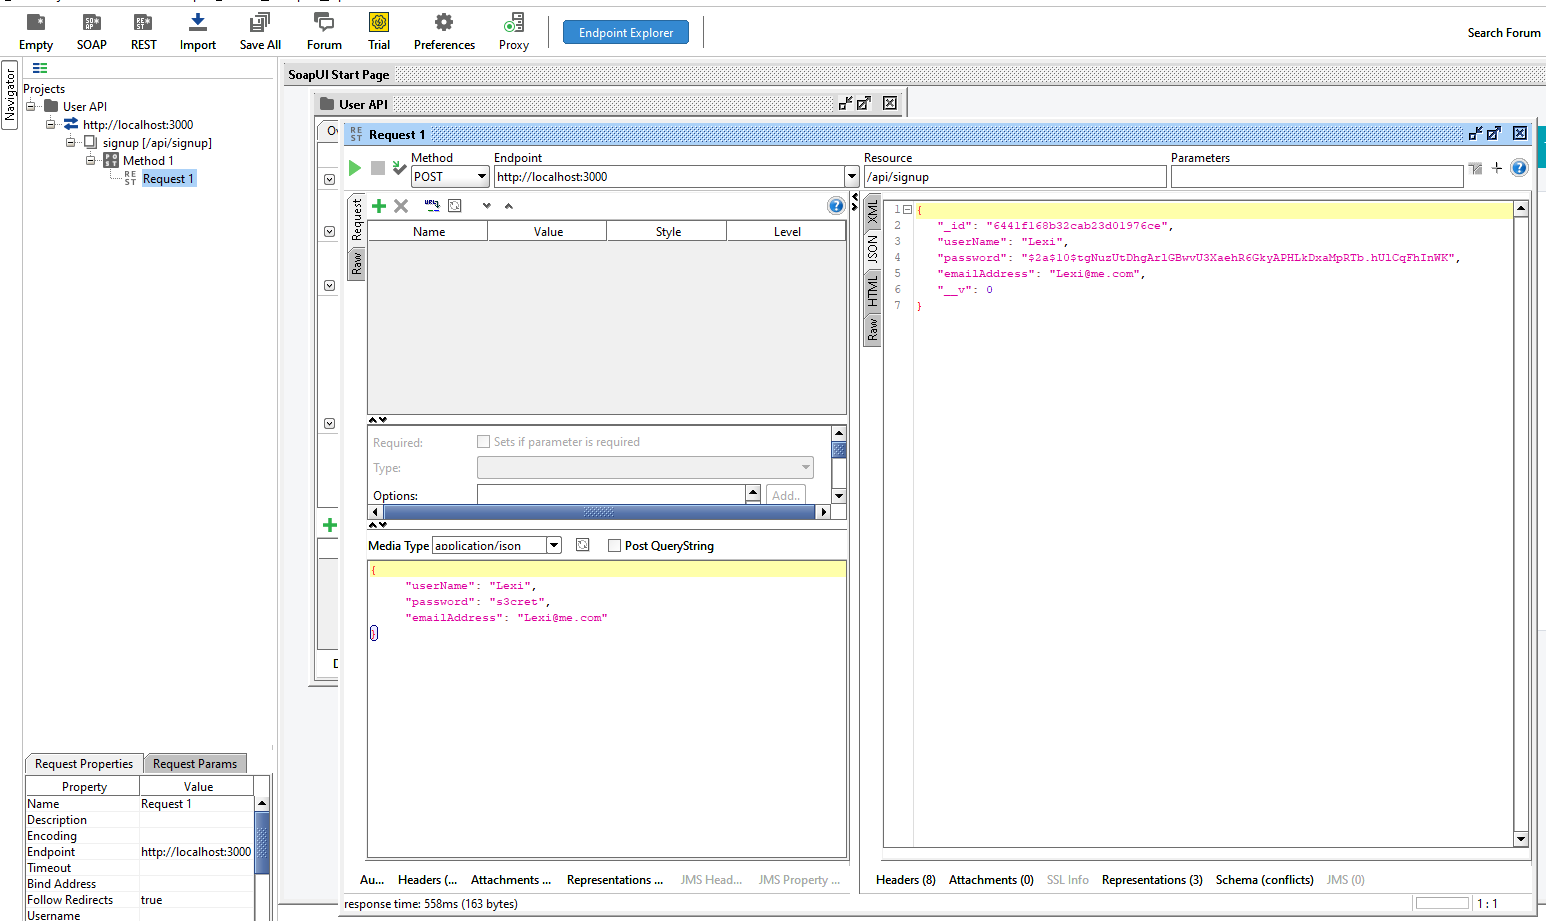 Empty SOAP REST Import Save All Forum Trial Preferences Proxy
Endpoint Explorer
Search Forum
Navigator
Projects
User API
http://localhost:3000
signup [/api/signup]
Method 1
Request 1
SoapUI Start Page
User API
Request 1
Method
POST
Endpoint
http://localhost:3000
Resource
/api/signup
Parameters
Request
Raw
Name Value Style Level
Required: Sets if parameter is required
Type:
Options: Add..
Media Type application/json Post QueryString
{
"userName": "Lexi",
"password": "s3cret",
"emailAddress": "Lexi@me.com"
}
Au... Headers (... Attachments ... Representations ... JMS Head... JMS Property ...
response time: 558ms (163 bytes)
XML
JSON
HTML
Raw
1 {
2 "_id": "6441f168b32cab23d01976ce",
3 "userName": "Lexi",
4 "password": "$2a$10$tgNuzUtDhgArlGBwvU3XaehR6GkyAPHLkDxaMpRTb.hUlCqFhInWK",
5 "emailAddress": "Lexi@me.com",
6 "__v": 0
7 }
Headers (8) Attachments (0) SSL Info Representations (3) Schema (conflicts) JMS (0)
1 : 1
Request Properties Request Params
Property Value
Name Request 1
Description
Encoding
Endpoint http://localhost:3000
Timeout
Bind Address
Follow Redirects true
Username